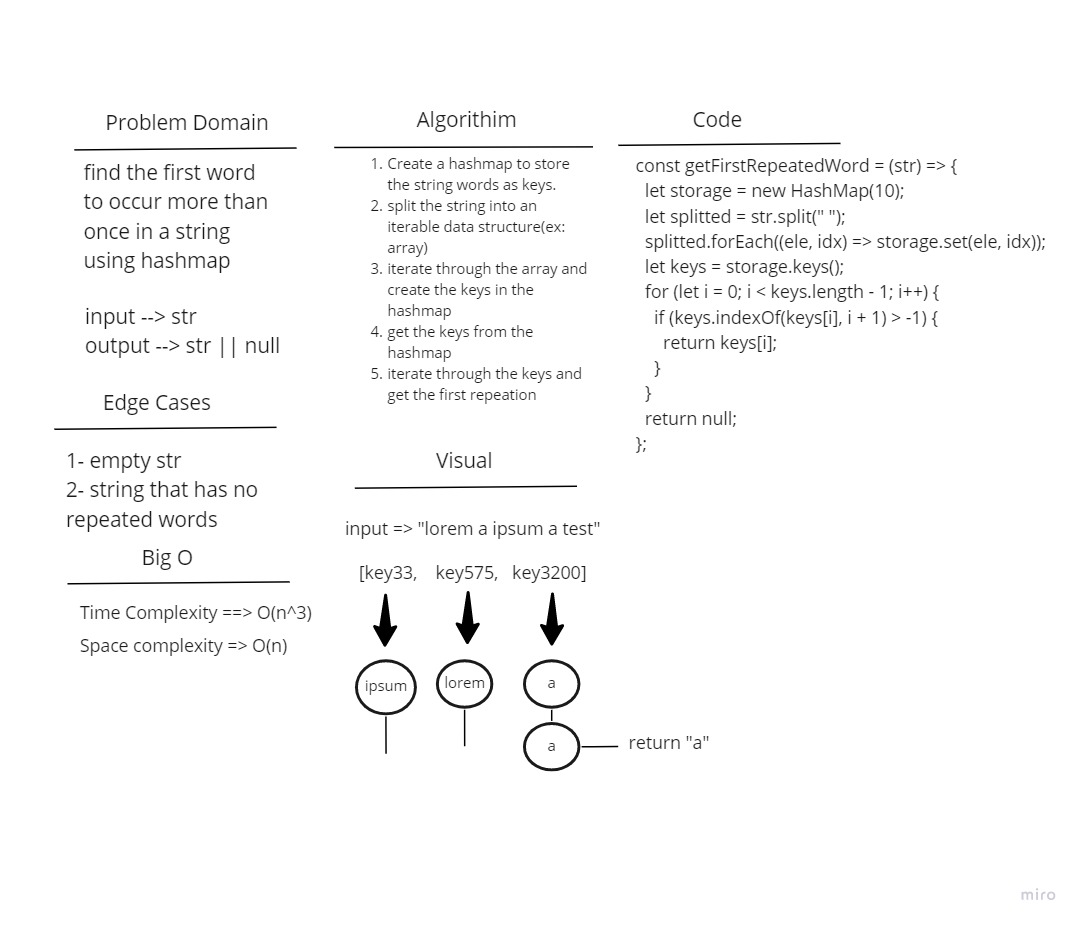 Problem Domain
find the first word
to occur more than
once in a string
using hashmap
input --> str
output --> str || null
Edge Cases
1- empty str
2- string that has no
repeated words
Big O
Time Complexity ==> O(n^3)
Space complexity => O(n)
Algorithim
1. Create a hashmap to store
the string words as keys.
2. split the string into an
iterable data structure(ex:
array)
3. iterate through the array and
create the keys in the
hashmap
4. get the keys from the
hashmap
5. iterate through the keys and
get the first repeation
Visual
input => "lorem a ipsum a test"
[key33, key575, key3200]
ipsum lorem a
a return "a"
Code
const getFirstRepeatedWord = (str) => {
let storage = new HashMap(10);
let splitted = str.split(" ");
splitted.forEach((ele, idx) => storage.set(ele, idx));
let keys = storage.keys();
for (let i = 0; i < keys.length - 1; i++) {
if (keys.indexOf(keys[i], i + 1) > -1) {
return keys[i];
}
}
return null;
};
miro